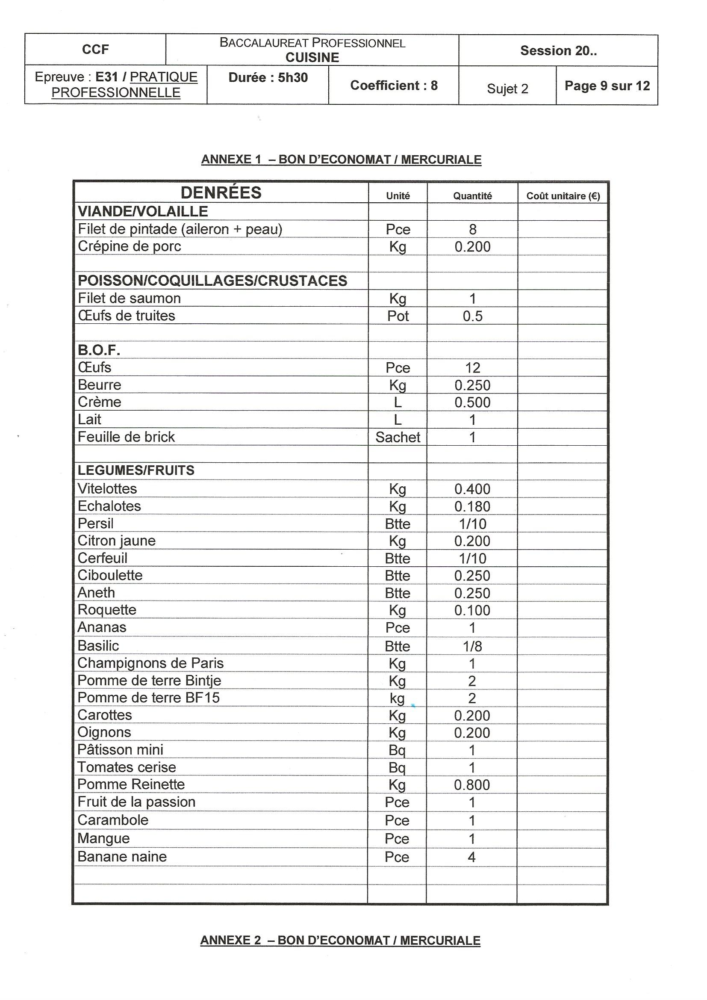 CCF
BACCALAUREAT PROFESSIONNEL
CUISINE
Session 20..
Epreuve : E31 / PRATIQUE
PROFESSIONNELLE
Durée : 5h30
Coefficient : 8
Sujet 2
Page 9 sur 12
ANNEXE 1 – BON D'ECONOMAT / MERCURIALE
DENRÉES Unité Quantité Coût unitaire (€)
VIANDE/VOLAILLE
Filet de pintade (aileron + peau) Pce 8
Crépine de porc Kg 0.200
POISSON/COQUILLAGES/CRUSTACES
Filet de saumon Kg 1
Œufs de truites Pot 0.5
B.O.F.
Œufs Pce 12
Beurre Kg 0.250
Crème L 0.500
Lait L 1
Feuille de brick Sachet 1
LEGUMES/FRUITS
Vitelottes Kg 0.400
Echalotes Kg 0.180
Persil Btte 1/10
Citron jaune Kg 0.200
Cerfeuil Btte 1/10
Ciboulette Btte 0.250
Aneth Btte 0.250
Roquette Kg 0.100
Ananas Pce 1
Basilic Btte 1/8
Champignons de Paris Kg 1
Pomme de terre Bintje Kg 2
Pomme de terre BF15 kg 2
Carottes Kg 0.200
Oignons Kg 0.200
Pâtisson mini Bq 1
Tomates cerise Bq 1
Pomme Reinette Kg 0.800
Fruit de la passion Pce 1
Carambole Pce 1
Mangue Pce 1
Banane naine Pce 4
ANNEXE 2 – BON D'ECONOMAT / MERCURIALE